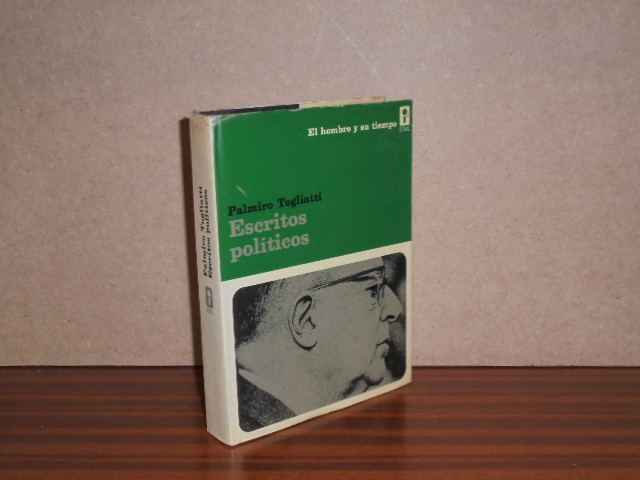 El hombre y su tiempo
Palmiro Togliatti
Escritos
políticos
Palmiro Togliatti
Escritos políticos